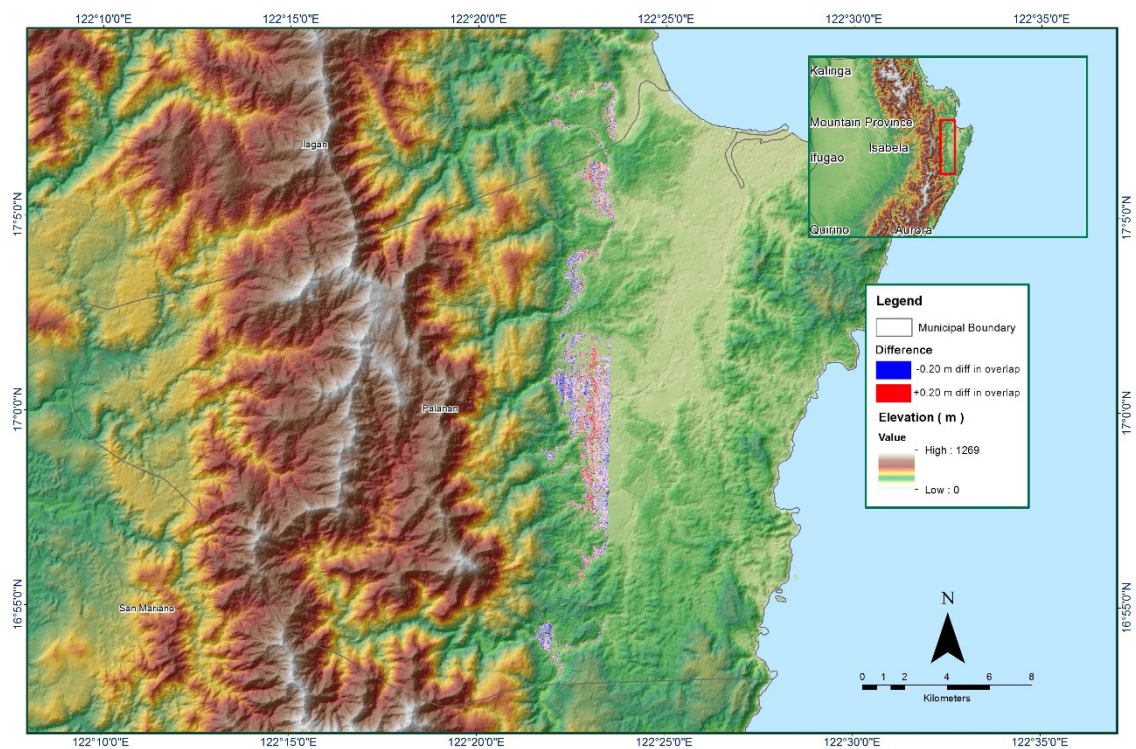 122°10'0"E 122°15'0"E 122°20'0"E 122°25'0"E 122°30'0"E 122°35'0"E
Kalinga
Mountain Province
Isabela
Ifugao
Quirino
Aurora
Ilagan
17°5'0"N 17°5'0"N
Legend
Municipal Boundary
Difference
-0.20 m diff in overlap
+0.20 m diff in overlap
Elevation ( m )
Value
High : 1269
Low : 0
Palanan
17°0'0"N 17°0'0"N
San Mariano
16°55'0"N 16°55'0"N
N
0 1 2 4 6 8
Kilometers
122°10'0"E 122°15'0"E 122°20'0"E 122°25'0"E 122°30'0"E 122°35'0"E